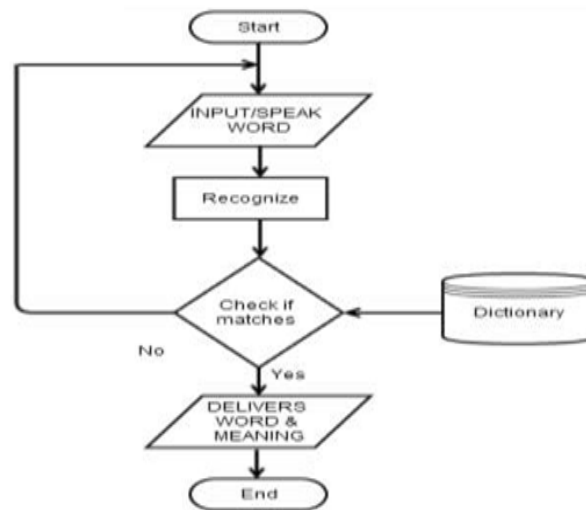 Start
INPUT/SPEAK
WORD
Recognize
Check if
matches
Dictionary
No
Yes
DELIVERS
WORD &
MEANING
End